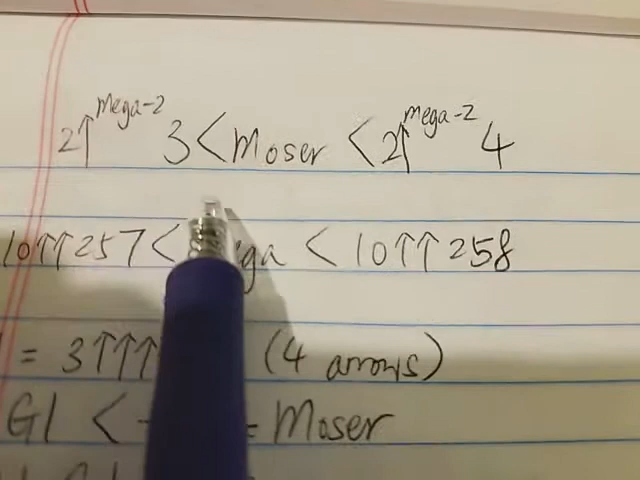 2↑^mega-2 3 < Moser < 2↑^mega-2 4
10↑↑257 < ga < 10↑↑258
= 3↑↑↑ (4 arrows)
G1 < = Moser